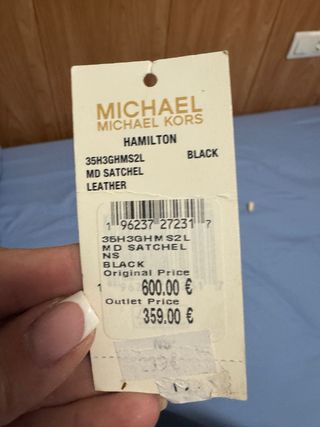 MICHAEL
MICHAEL KORS
HAMILTON
35H3GHMS2L BLACK
MD SATCHEL
LEATHER
1 96237 27231 7
35H3GHMS2L
MD SATCHEL
NS
BLACK
Original Price
600.00 €
Outlet Price
359.00 €